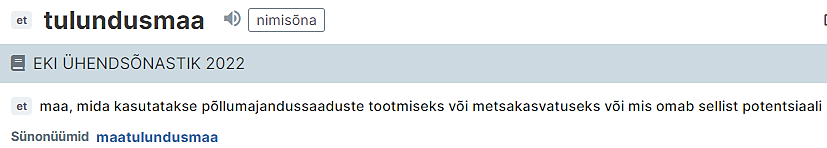 et tulundusmaa nimisõna
EKI ÜHENDSÕNASTIK 2022
et maa, mida kasutatakse põllumajandussaaduste tootmiseks või metsakasvatuseks või mis omab sellist potentsiaali
Sünonüümid maatulundusmaa